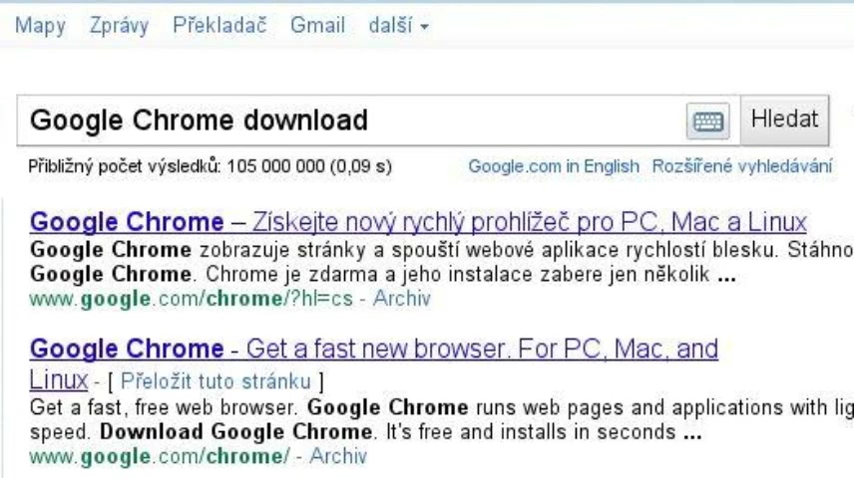 Mapy Zprávy Překladač Gmail další
Google Chrome download Hledat
Přibližný počet výsledků: 105 000 000 (0,09 s) Google.com in English Rozšířené vyhledávání
Google Chrome – Získejte nový rychlý prohlížeč pro PC, Mac a Linux
Google Chrome zobrazuje stránky a spouští webové aplikace rychlostí blesku. Stáhno
Google Chrome. Chrome je zdarma a jeho instalace zabere jen několik ...
www.google.com/chrome/?hl=cs - Archiv
Google Chrome - Get a fast new browser. For PC, Mac, and
Linux - [ Přeložit tuto stránku ]
Get a fast, free web browser. Google Chrome runs web pages and applications with lig
speed. Download Google Chrome. It's free and installs in seconds ...
www.google.com/chrome/ - Archiv